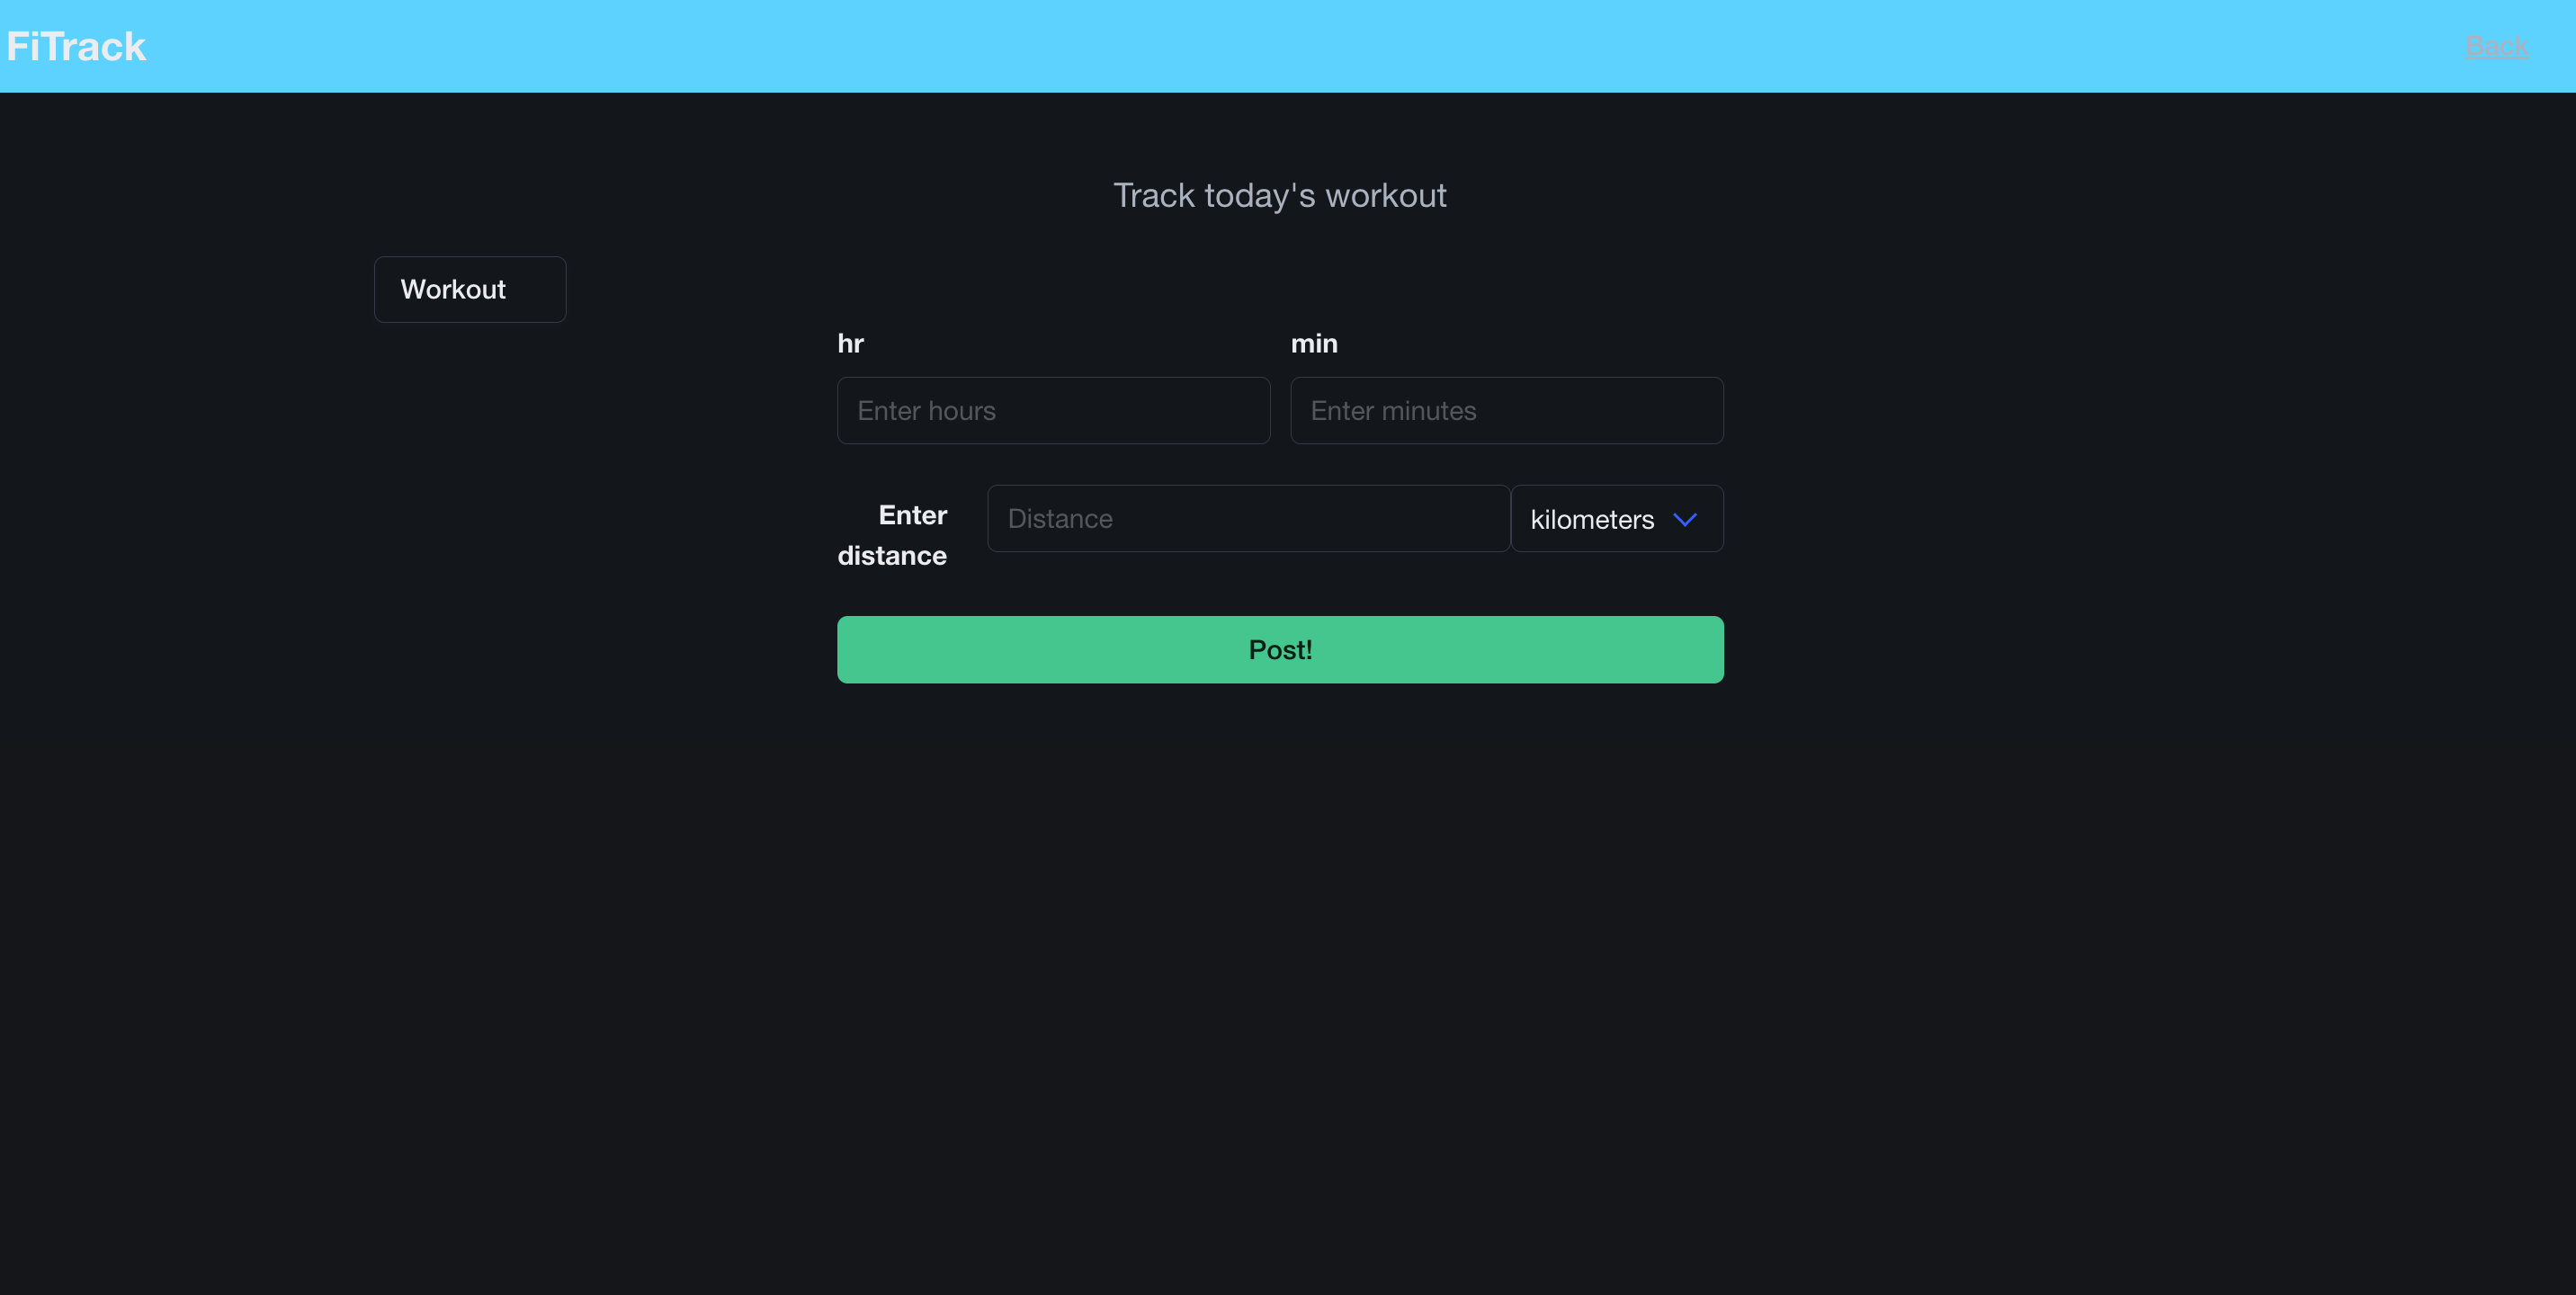 FiTrack
Back
Track today's workout
Workout
hr
min
Enter hours
Enter minutes
Enter
distance
Distance
kilometers
Post!